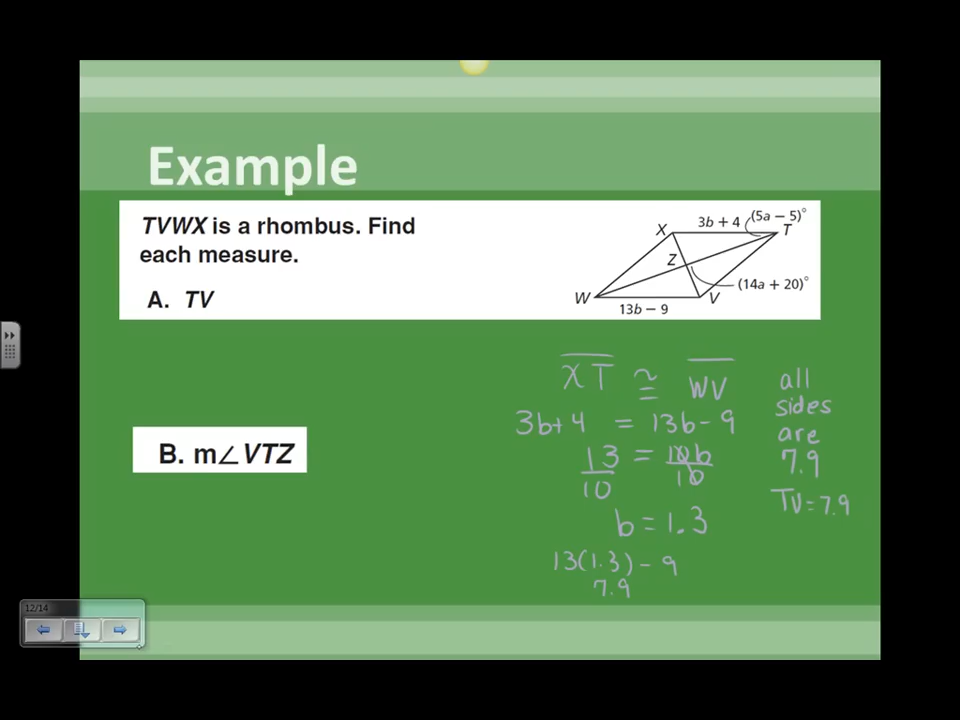 Example
TVWX is a rhombus. Find
each measure.
A. TV
3b + 4
(5a − 5)°
X
T
Z
(14a + 20)°
W
V
13b − 9
XT ≅ WV
3b+4 = 13b-9
13/10 = 10b/10
b = 1.3
13(1.3) - 9
7.9
all
sides
are
7.9
TV=7.9
B. m∠VTZ
12/14